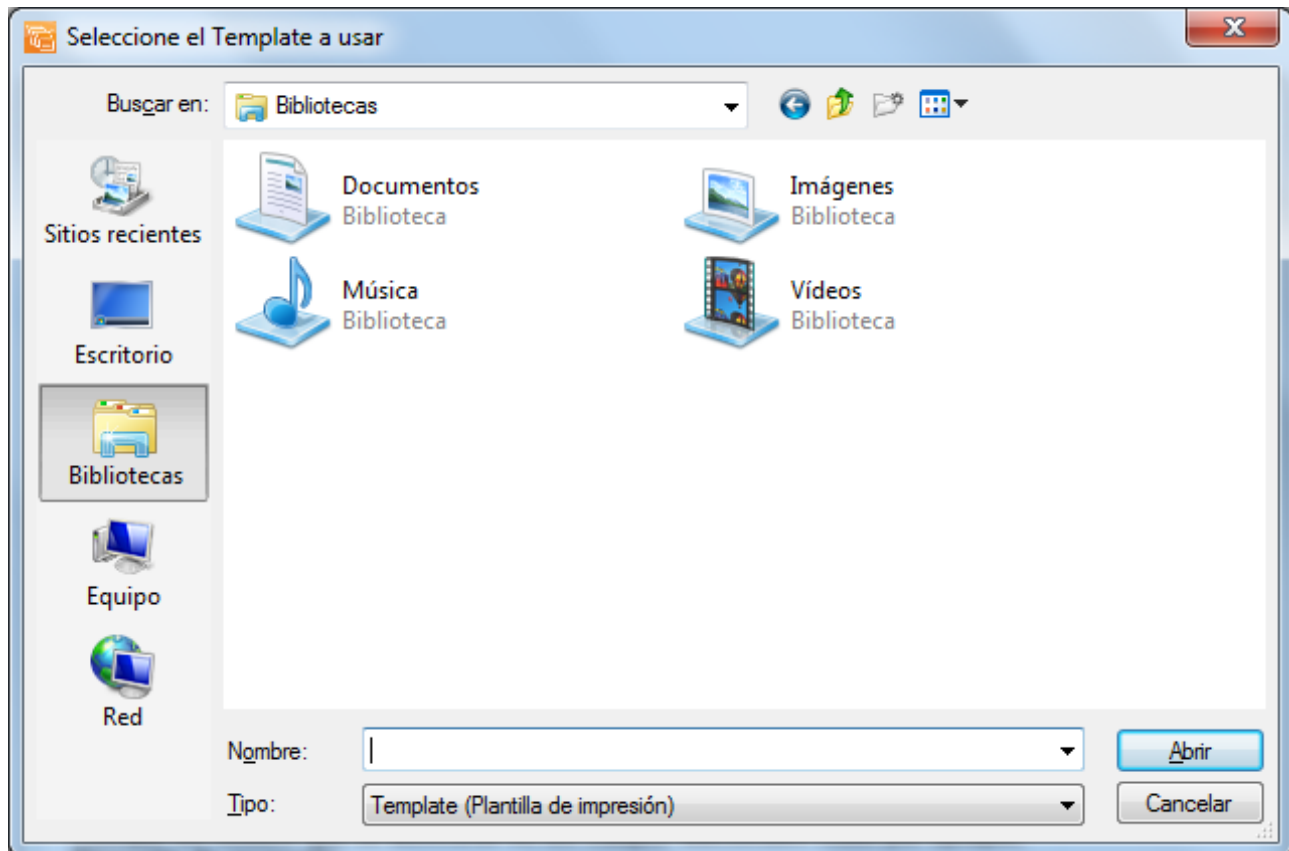 Seleccione el Template a usar
Buscar en: Bibliotecas
Sitios recientes
Escritorio
Bibliotecas
Equipo
Red
Documentos
Biblioteca
Imágenes
Biblioteca
Música
Biblioteca
Vídeos
Biblioteca
Nombre:
Abrir
Tipo: Template (Plantilla de impresión)
Cancelar